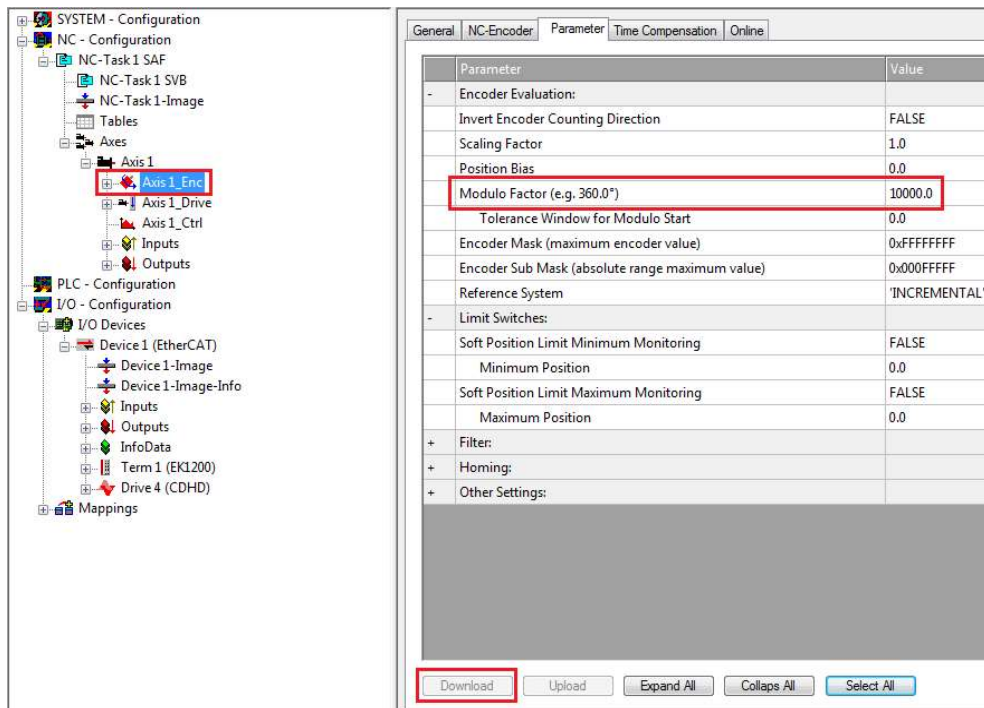 SYSTEM - Configuration
NC - Configuration
NC-Task 1 SAF
NC-Task 1 SVB
NC-Task 1-Image
Tables
Axes
Axis 1
Axis 1_Enc
Axis 1_Drive
Axis 1_Ctrl
Inputs
Outputs
PLC - Configuration
I/O - Configuration
I/O Devices
Device 1 (EtherCAT)
Device 1-Image
Device 1-Image-Info
Inputs
Outputs
InfoData
Term 1 (EK1200)
Drive 4 (CDHD)
Mappings
General NC-Encoder Parameter Time Compensation Online
Parameter Value
- Encoder Evaluation:
Invert Encoder Counting Direction FALSE
Scaling Factor 1.0
Position Bias 0.0
Modulo Factor (e.g. 360.0°) 10000.0
Tolerance Window for Modulo Start 0.0
Encoder Mask (maximum encoder value) 0xFFFFFFFF
Encoder Sub Mask (absolute range maximum value) 0x000FFFFF
Reference System 'INCREMENTAL'
- Limit Switches:
Soft Position Limit Minimum Monitoring FALSE
Minimum Position 0.0
Soft Position Limit Maximum Monitoring FALSE
Maximum Position 0.0
+ Filter:
+ Homing:
+ Other Settings:
Download Upload Expand All Collaps All Select All